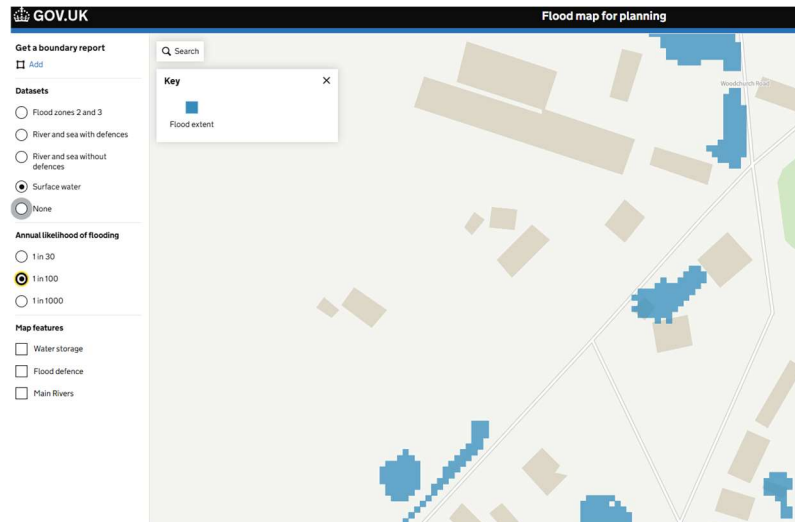 GOV.UK
Flood map for planning
Get a boundary report
Add
Datasets
Flood zones 2 and 3
River and sea with defences
River and sea without
defences
Surface water
None
Annual likelihood of flooding
1 in 30
1 in 100
1 in 1000
Map features
Water storage
Flood defence
Main Rivers
Search
Key
Flood extent
Woodchurch Road